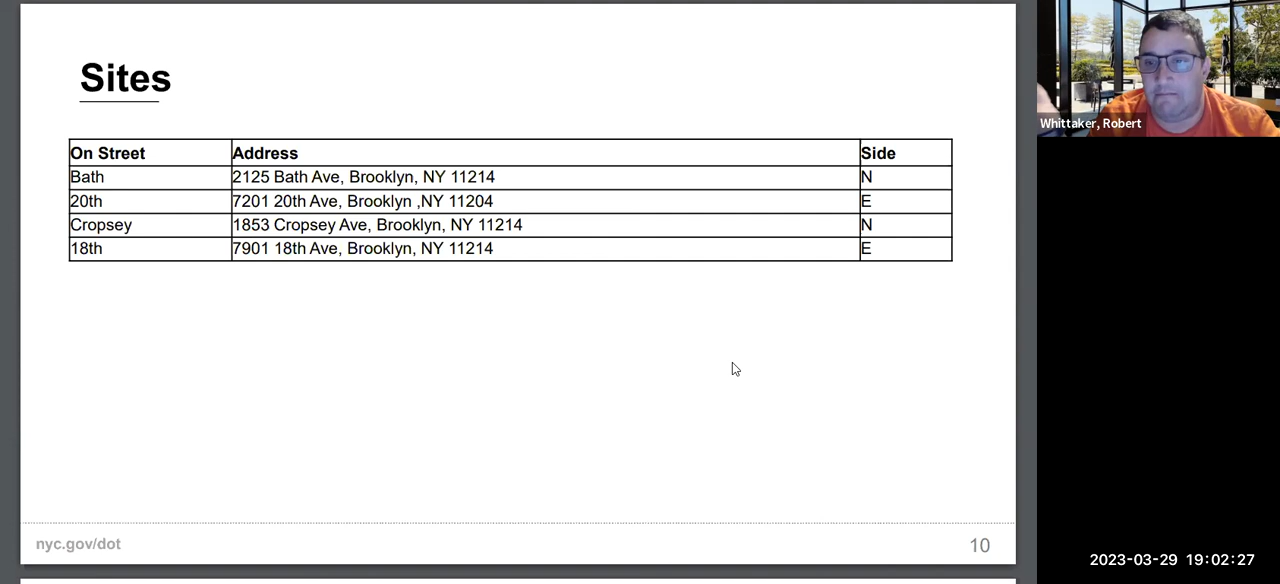 Sites
On Street Address Side
Bath 2125 Bath Ave, Brooklyn, NY 11214 N
20th 7201 20th Ave, Brooklyn ,NY 11204 E
Cropsey 1853 Cropsey Ave, Brooklyn, NY 11214 N
18th 7901 18th Ave, Brooklyn, NY 11214 E
nyc.gov/dot 10
Whittaker, Robert
2023-03-29 19:02:27